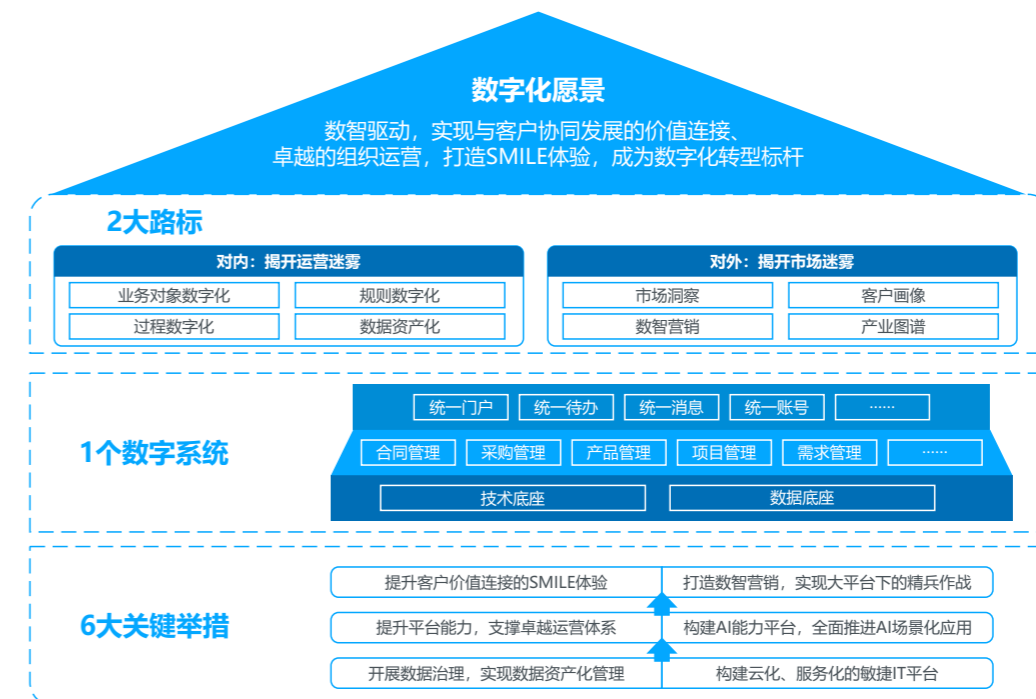 数字化愿景
数智驱动，实现与客户协同发展的价值连接、
卓越的组织运营，打造SMILE体验，成为数字化转型标杆
2大路标
对内：揭开运营迷雾
业务对象数字化
规则数字化
过程数字化
数据资产化
对外：揭开市场迷雾
市场洞察
客户画像
数智营销
产业图谱
1个数字系统
统一门户
统一待办
统一消息
统一账号
......
合同管理
采购管理
产品管理
项目管理
需求管理
......
技术底座
数据底座
6大关键举措
提升客户价值连接的SMILE体验
打造数智营销，实现大平台下的精兵作战
提升平台能力，支撑卓越运营体系
构建AI能力平台，全面推进AI场景化应用
开展数据治理，实现数据资产化管理
构建云化、服务化的敏捷IT平台